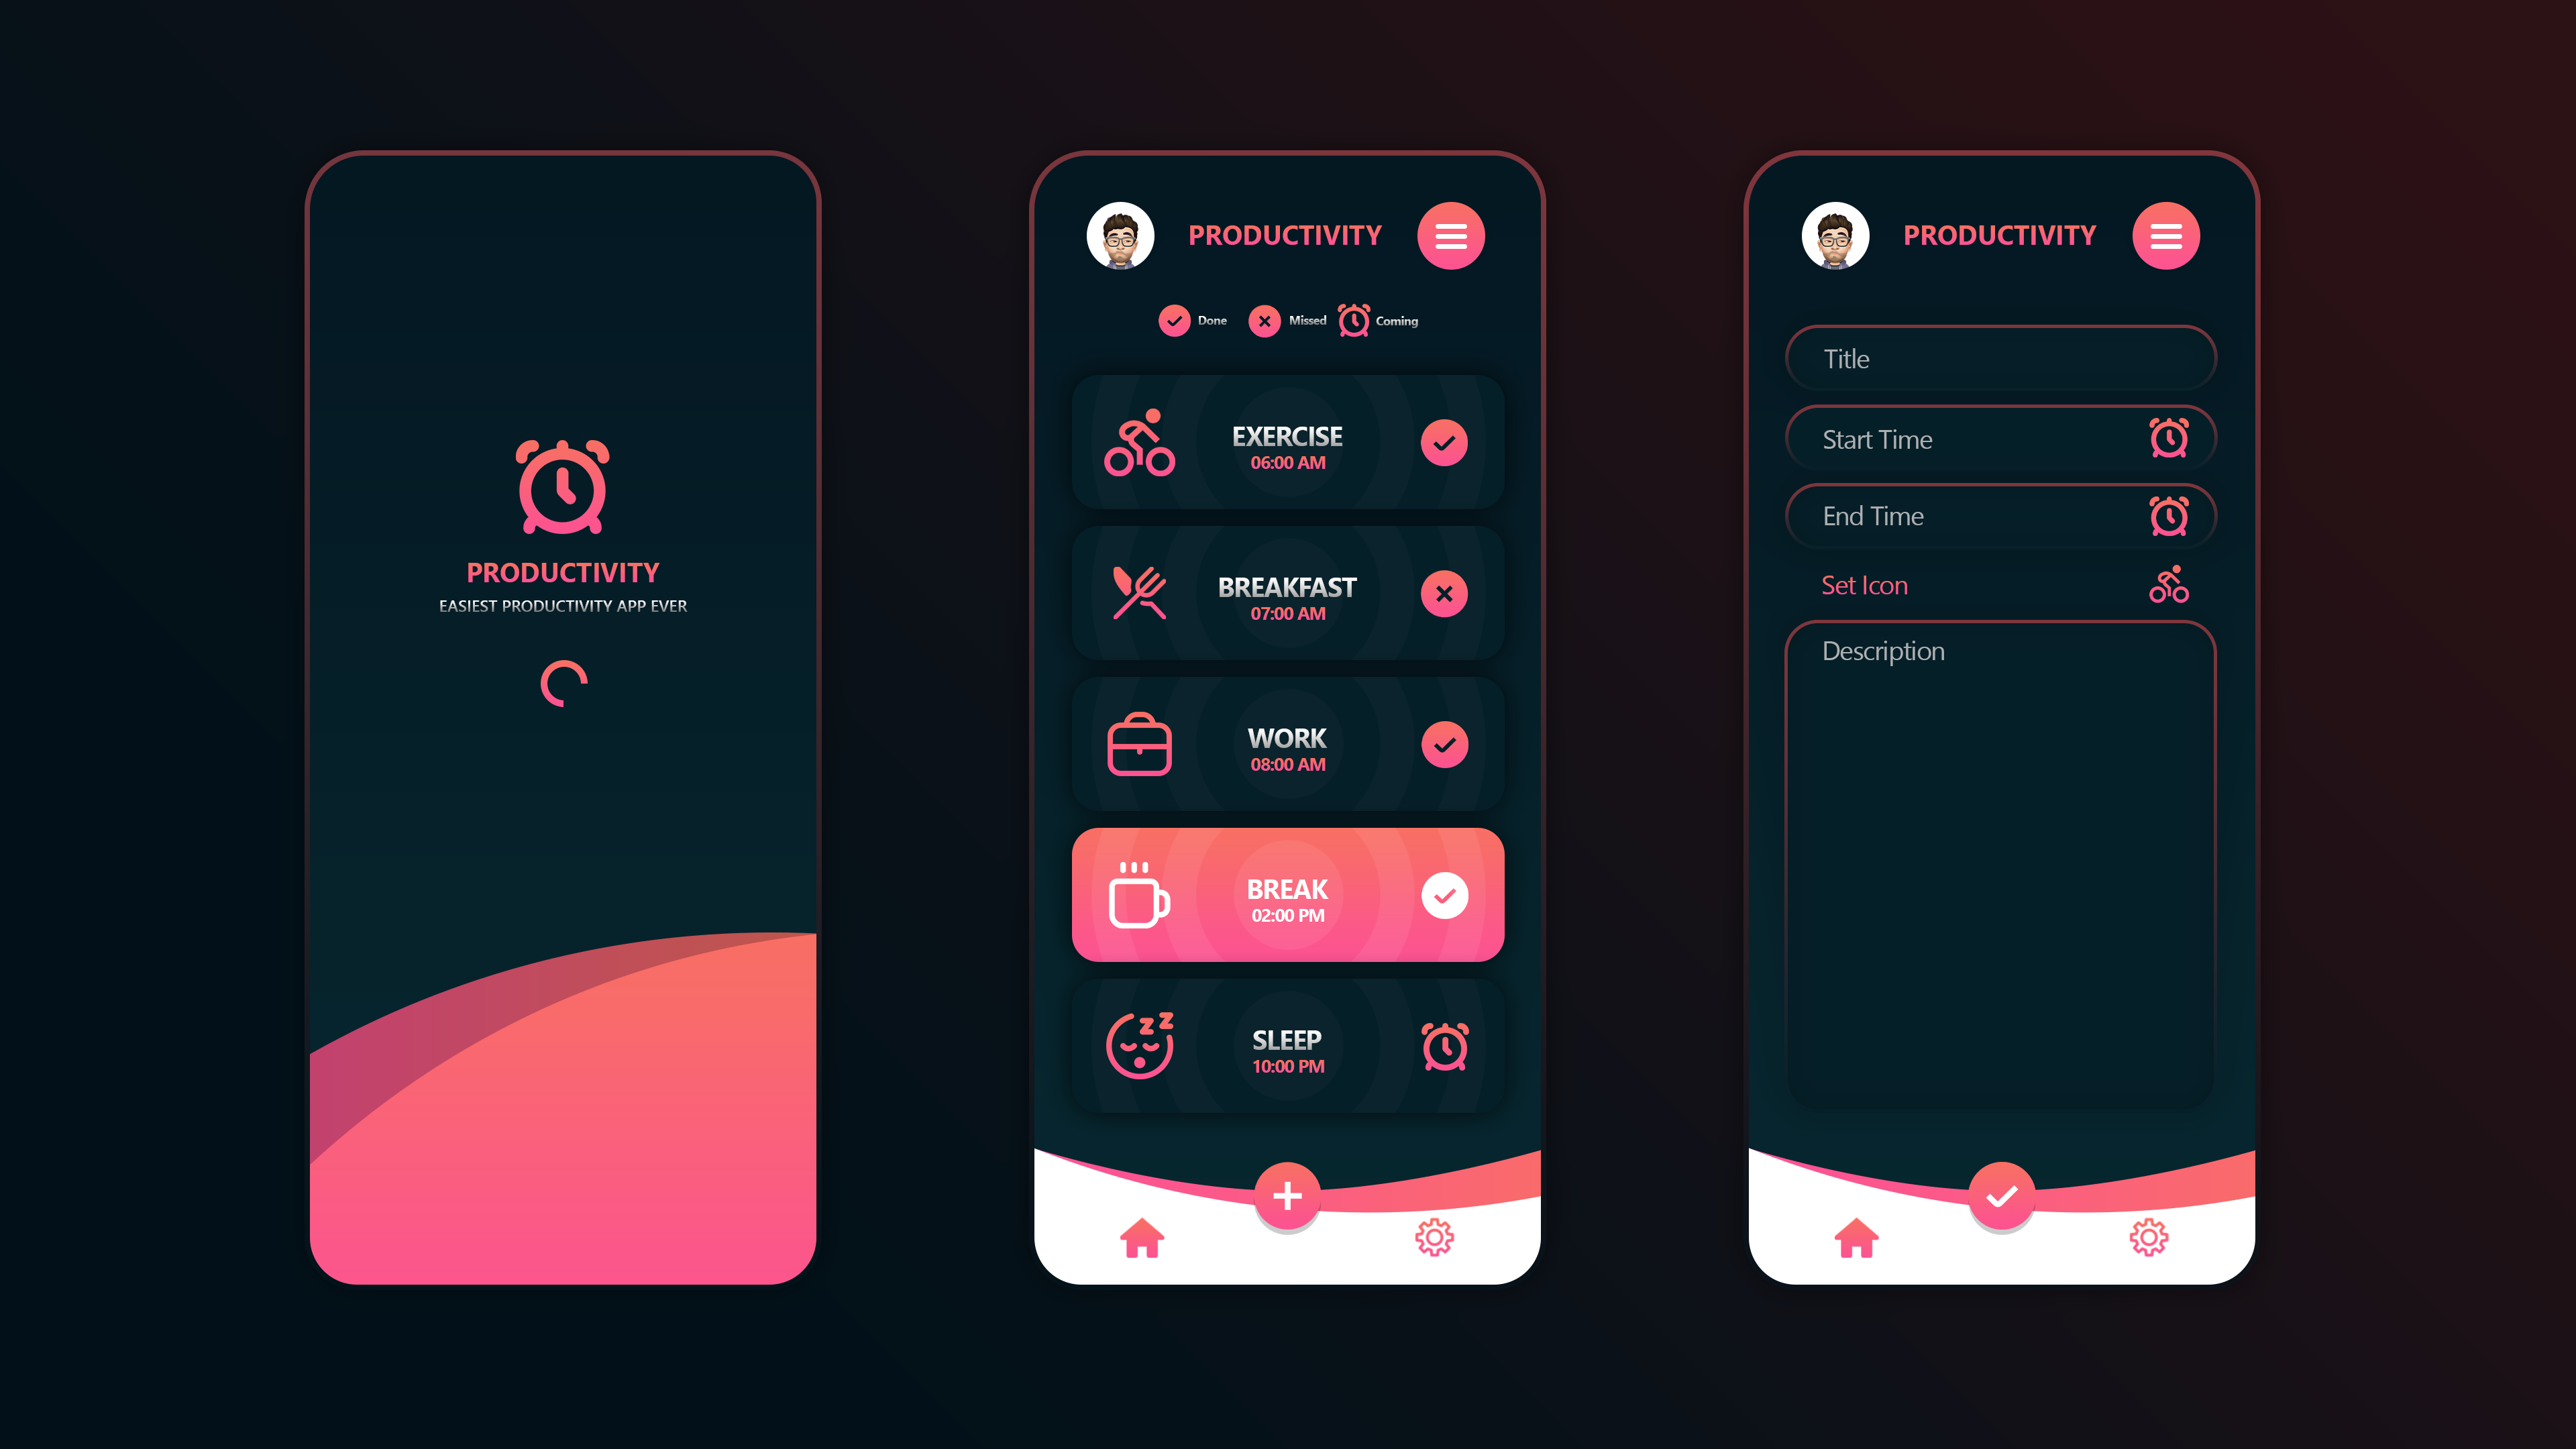 PRODUCTIVITY
EASIEST PRODUCTIVITY APP EVER
PRODUCTIVITY
Done Missed Coming
EXERCISE
06:00 AM
BREAKFAST
07:00 AM
WORK
08:00 AM
BREAK
02:00 PM
SLEEP
10:00 PM
PRODUCTIVITY
Title
Start Time
End Time
Set Icon
Description